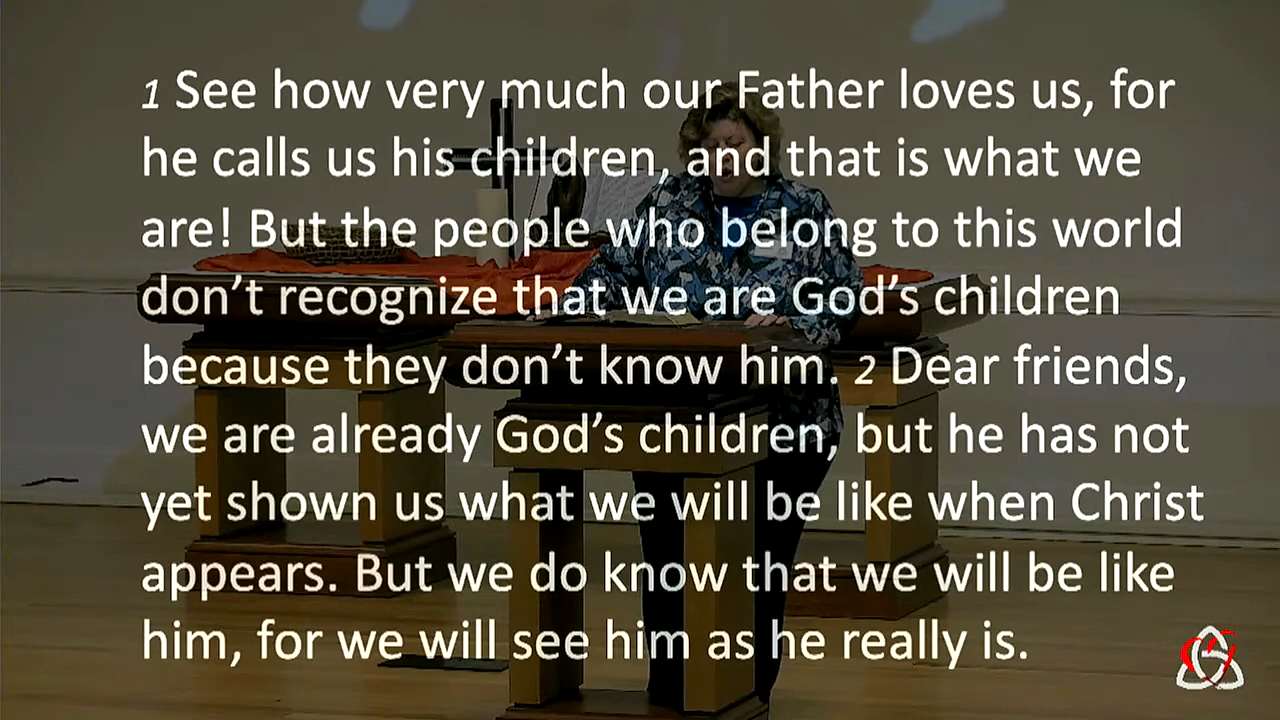 1 See how very much our Father loves us, for
he calls us his children, and that is what we
are! But the people who belong to this world
don’t recognize that we are God’s children
because they don’t know him. 2 Dear friends,
we are already God’s children, but he has not
yet shown us what we will be like when Christ
appears. But we do know that we will be like
him, for we will see him as he really is.